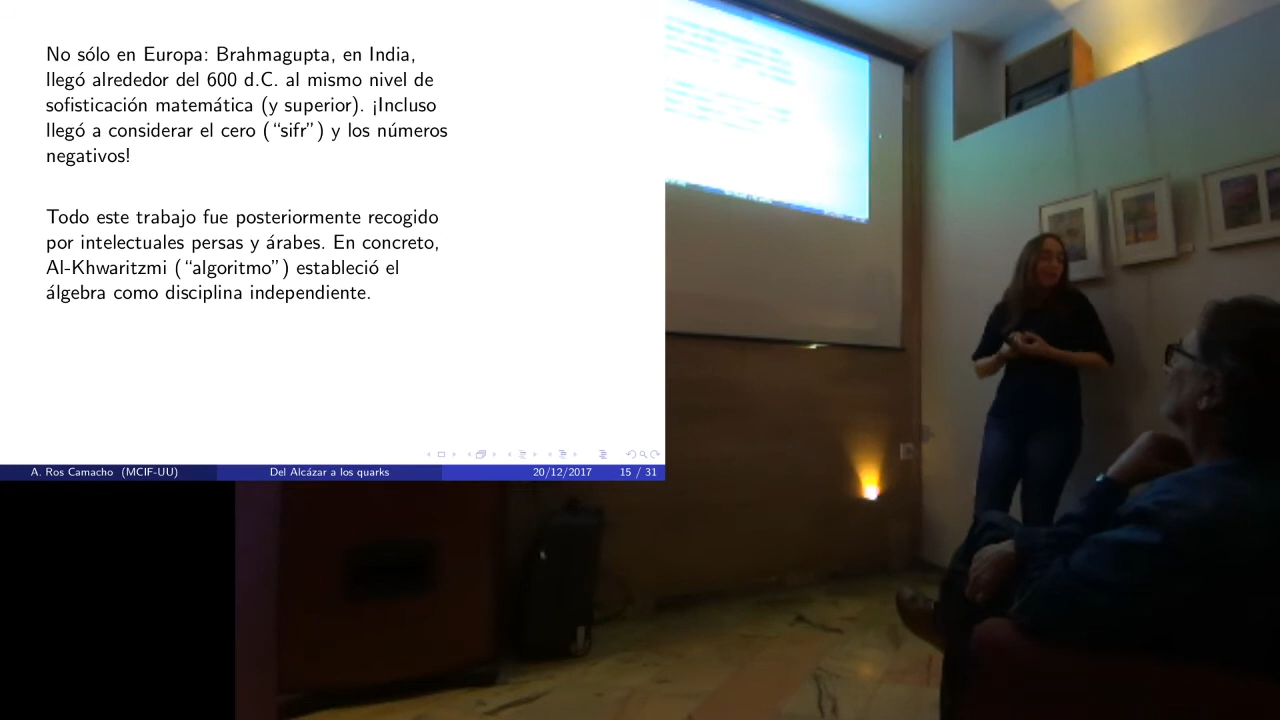 No sólo en Europa: Brahmagupta, en India,
llegó alrededor del 600 d.C. al mismo nivel de
sofisticación matemática (y superior). ¡Incluso
llegó a considerar el cero (“sifr”) y los números
negativos!
Todo este trabajo fue posteriormente recogido
por intelectuales persas y árabes. En concreto,
Al-Khwaritzmi (“algoritmo”) estableció el
álgebra como disciplina independiente.
A. Ros Camacho (MCIF-UU) Del Alcázar a los quarks 20/12/2017 15 / 31